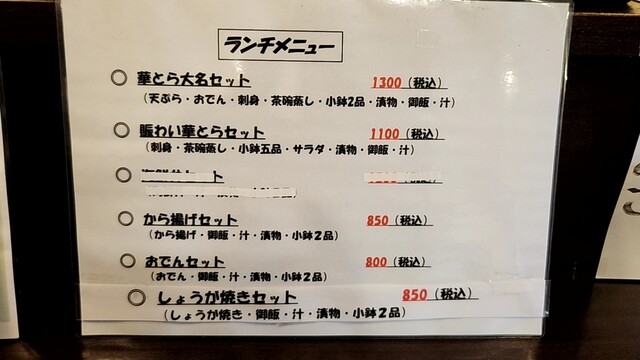 ランチメニュー
◎ 華とら大名セット 1300（税込）
（天ぷら・おでん・刺身・茶碗蒸し・小鉢2品・漬物・御飯・汁）
◎ 賑わい華とらセット 1100（税込）
（刺身・茶碗蒸し・小鉢五品・サラダ・漬物・御飯・汁）
◎
◎ から揚げセット 850（税込）
（から揚げ・御飯・汁・漬物・小鉢２品）
◎ おでんセット 800（税込）
（おでん・御飯・汁・漬物・小鉢２品）
◎ しょうが焼きセット 850（税込）
（しょうが焼き・御飯・汁・漬物・小鉢２品）